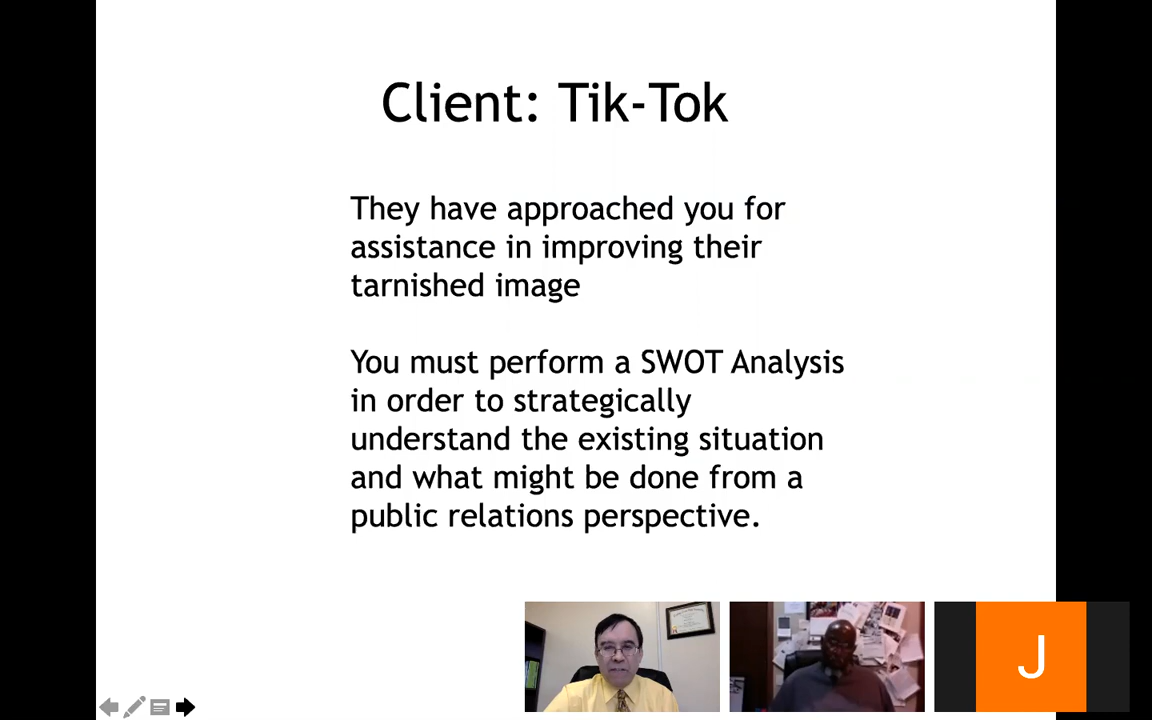 Client: Tik-Tok
They have approached you for
assistance in improving their
tarnished image
You must perform a SWOT Analysis
in order to strategically
understand the existing situation
and what might be done from a
public relations perspective.
J